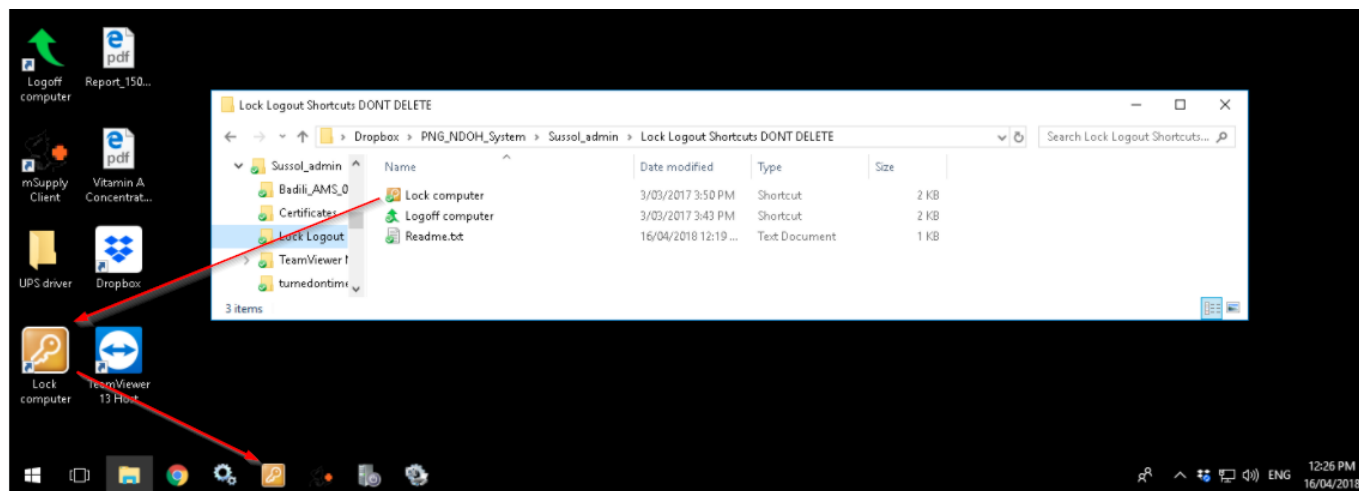 Logoff
computer
pdf
Report_150...
mSupply
Client
pdf
Vitamin A
Concentrat...
UPS driver
Dropbox
Lock
computer
TeamViewer
13 Host
Lock Logout Shortcuts DONT DELETE
Dropbox > PNG_NDOH_System > Sussol_admin > Lock Logout Shortcuts DONT DELETE
Search Lock Logout Shortcuts...
Sussol_admin
Badili_AMS_0
Certificates
Lock Logout
TeamViewer
turnedontime
Name Date modified Type Size
Lock computer 3/03/2017 3:50 PM Shortcut 2 KB
Logoff computer 3/03/2017 3:43 PM Shortcut 2 KB
Readme.txt 16/04/2018 12:19 ... Text Document 1 KB
3 items
ENG
12:26 PM
16/04/2018